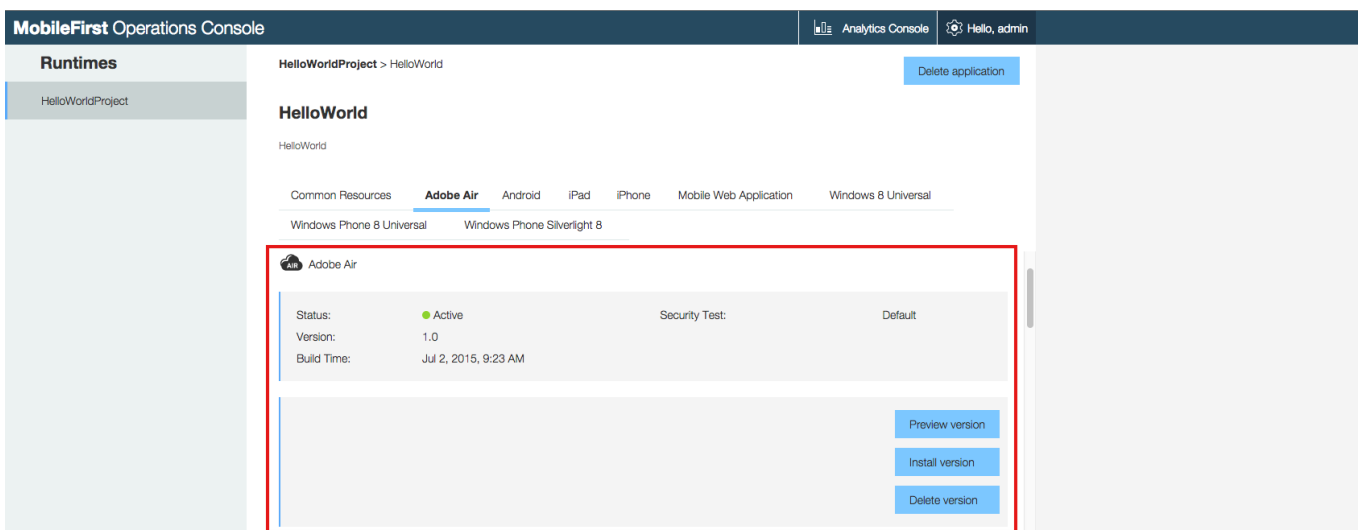 MobileFirst Operations Console
Analytics Console
Hello, admin
Runtimes
HelloWorldProject
HelloWorldProject > HelloWorld
Delete application
HelloWorld
HelloWorld
Common Resources Adobe Air Android iPad iPhone Mobile Web Application Windows 8 Universal
Windows Phone 8 Universal Windows Phone Silverlight 8
AIR Adobe Air
Status: Active Security Test: Default
Version: 1.0
Build Time: Jul 2, 2015, 9:23 AM
Preview version
Install version
Delete version